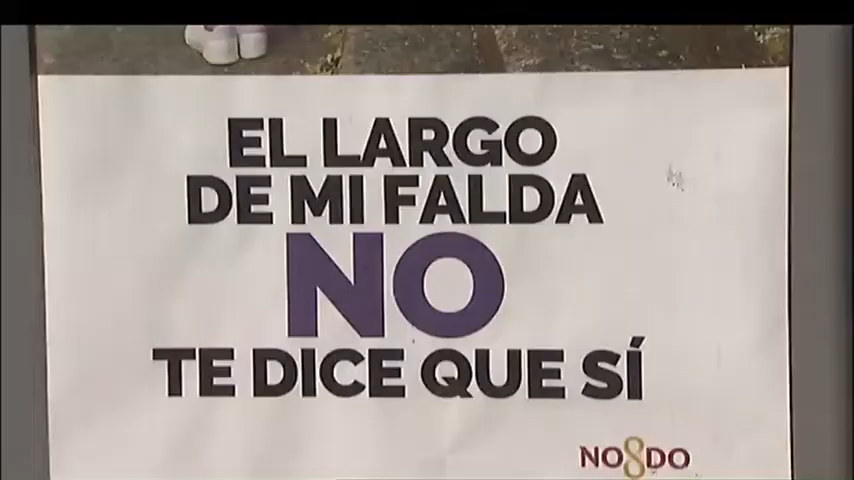 EL LARGO
DE MI FALDA
NO
TE DICE QUE SÍ
NO8DO